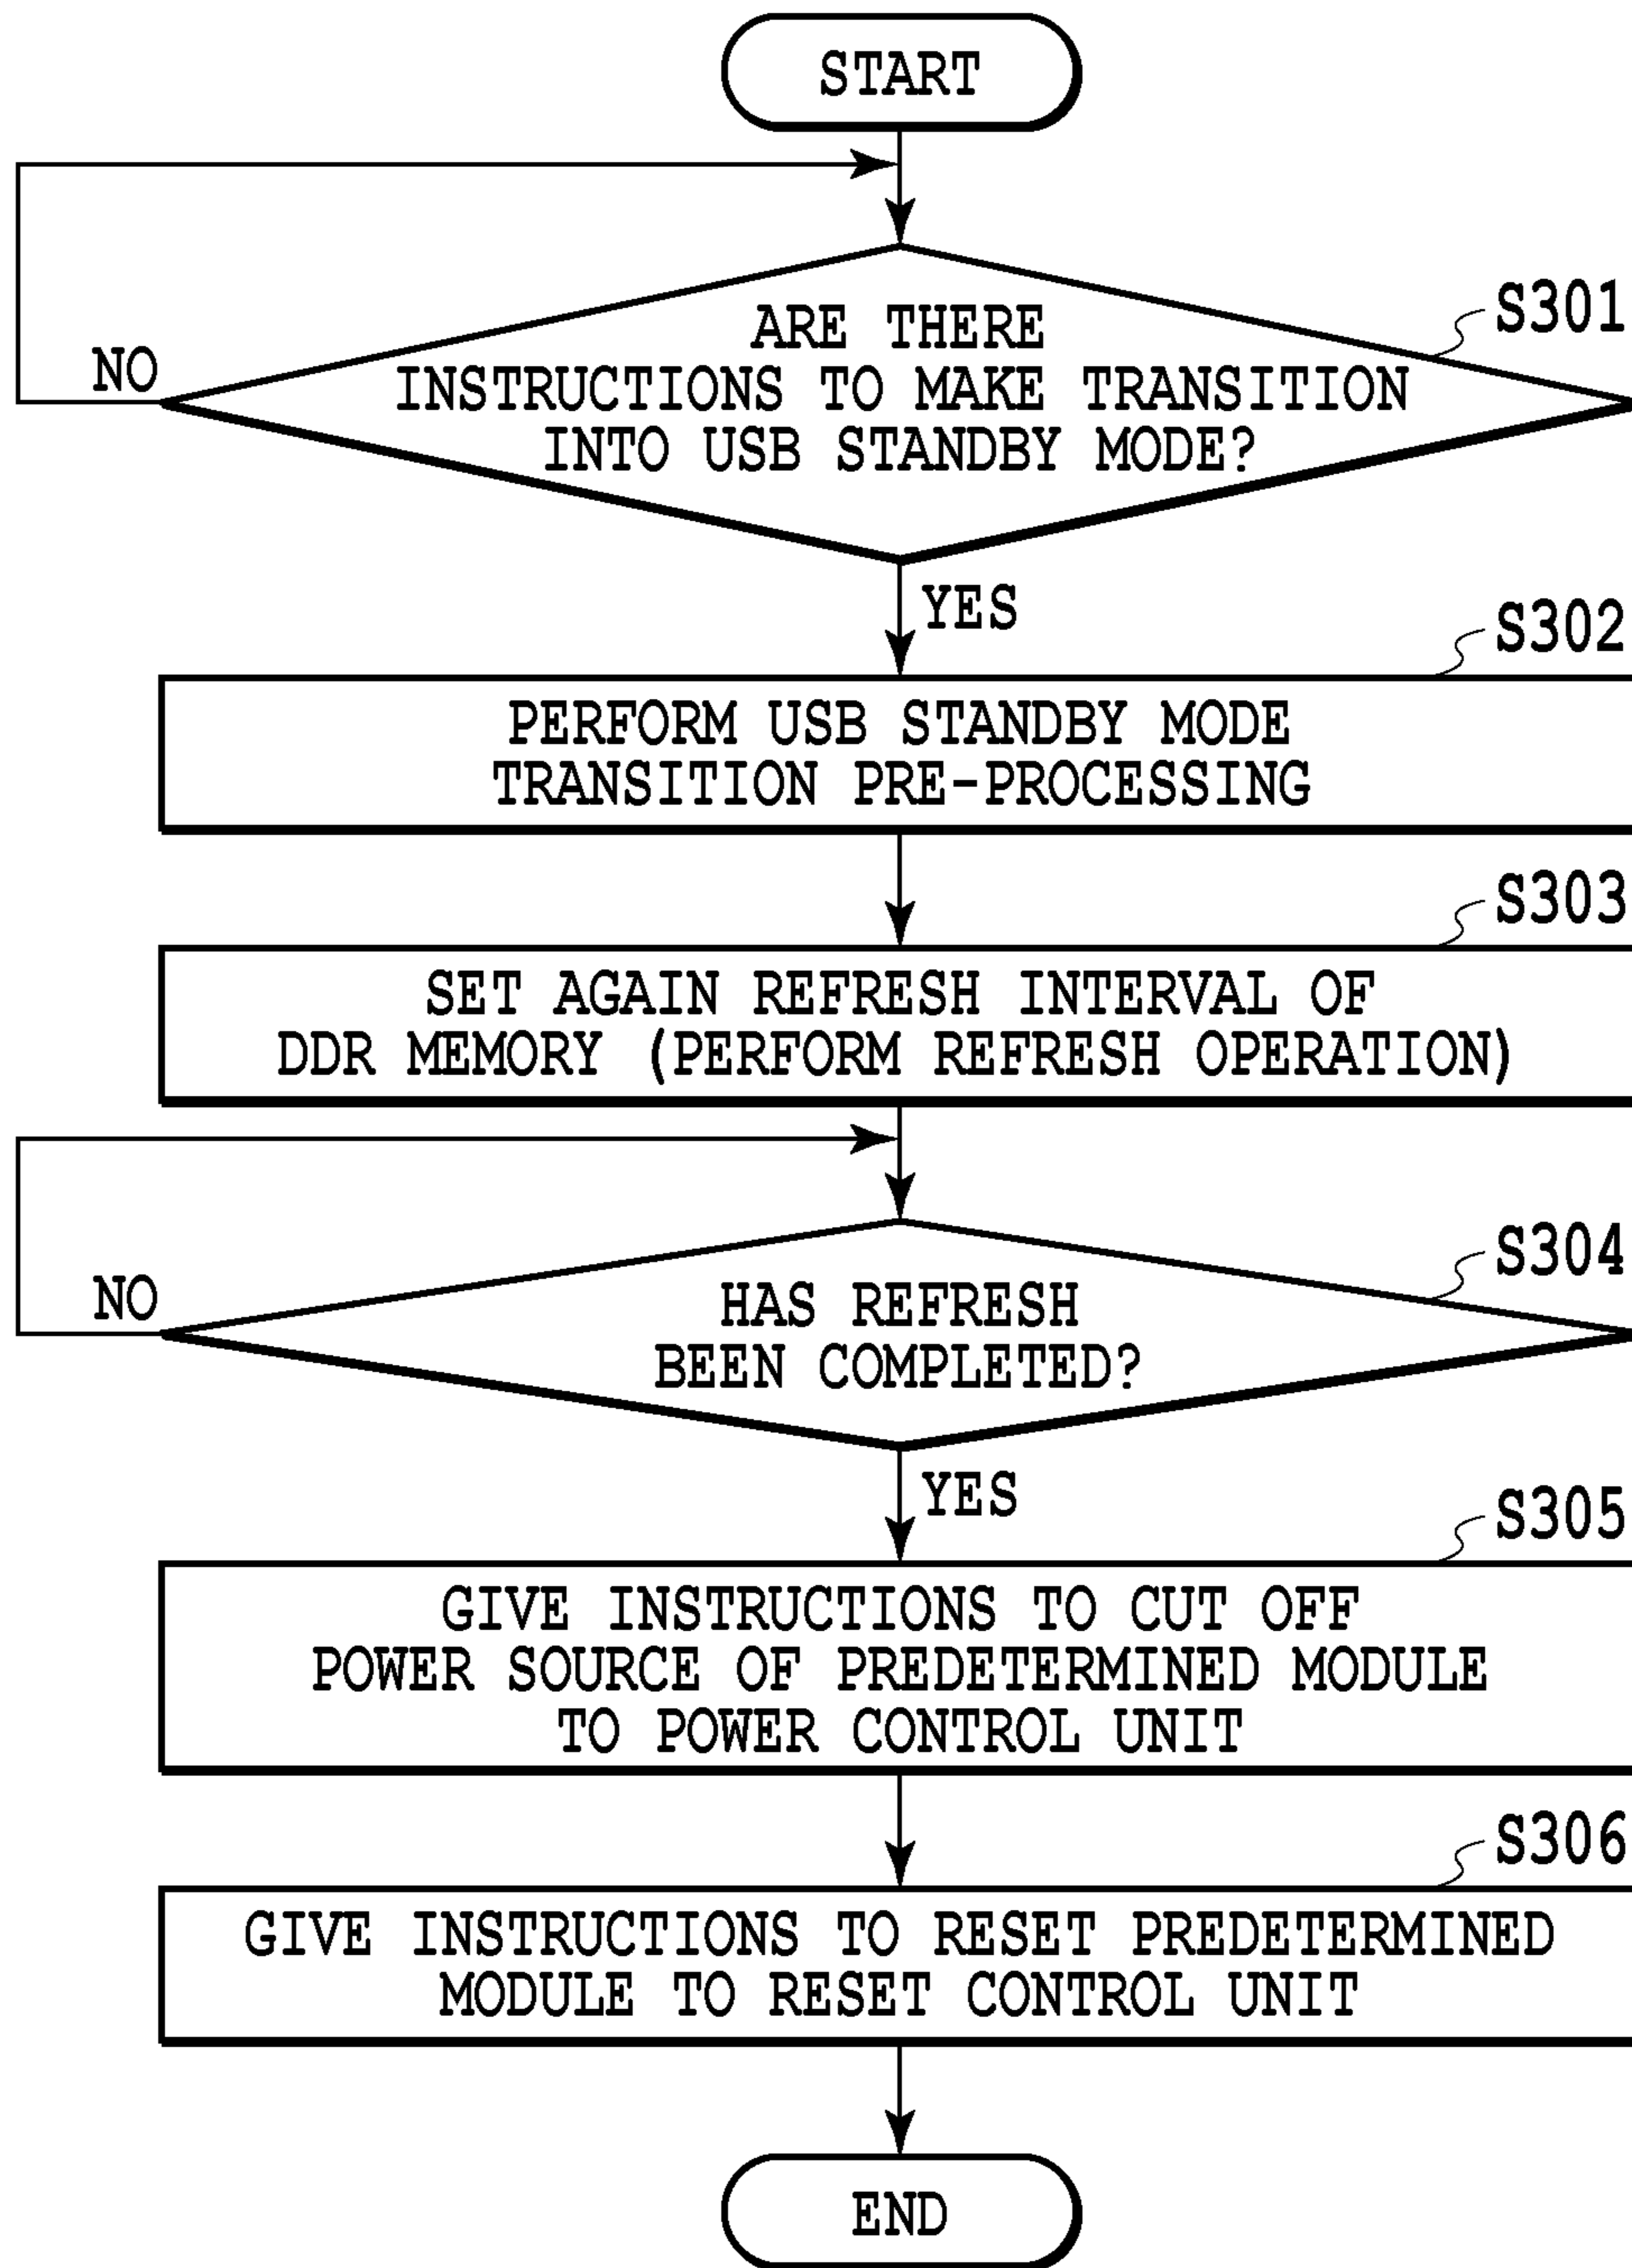 START
S301
ARE THERE
NO
INSTRUCTIONS TO MAKE TRANSITION
INTO USB STANDBY MODE?
YES
S302
PERFORM USB STANDBY MODE
TRANSITION PRE-PROCESSING
S303
SET AGAIN REFRESH INTERVAL OF
DDR MEMORY (PERFORM REFRESH OPERATION)
S304
NO
HAS REFRESH
BEEN COMPLETED?
YES
S305
GIVE INSTRUCTIONS TO CUT OFF
POWER SOURCE OF PREDETERMINED MODULE
TO POWER CONTROL UNIT
S306
GIVE INSTRUCTIONS TO RESET PREDETERMINED
MODULE TO RESET CONTROL UNIT
END